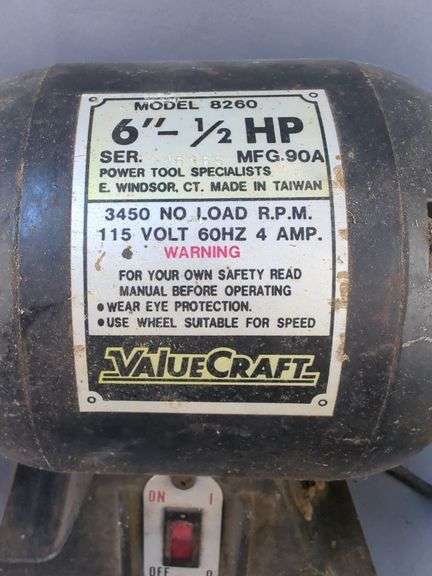 MODEL 8260
6"-1/2 HP
SER. MFG.90A
POWER TOOL SPECIALISTS
E. WINDSOR, CT. MADE IN TAIWAN
3450 NO LOAD R.P.M.
115 VOLT 60HZ 4 AMP.
WARNING
FOR YOUR OWN SAFETY READ
MANUAL BEFORE OPERATING
•WEAR EYE PROTECTION.
•USE WHEEL SUITABLE FOR SPEED
VALUECRAFT
ON I
OFF 0